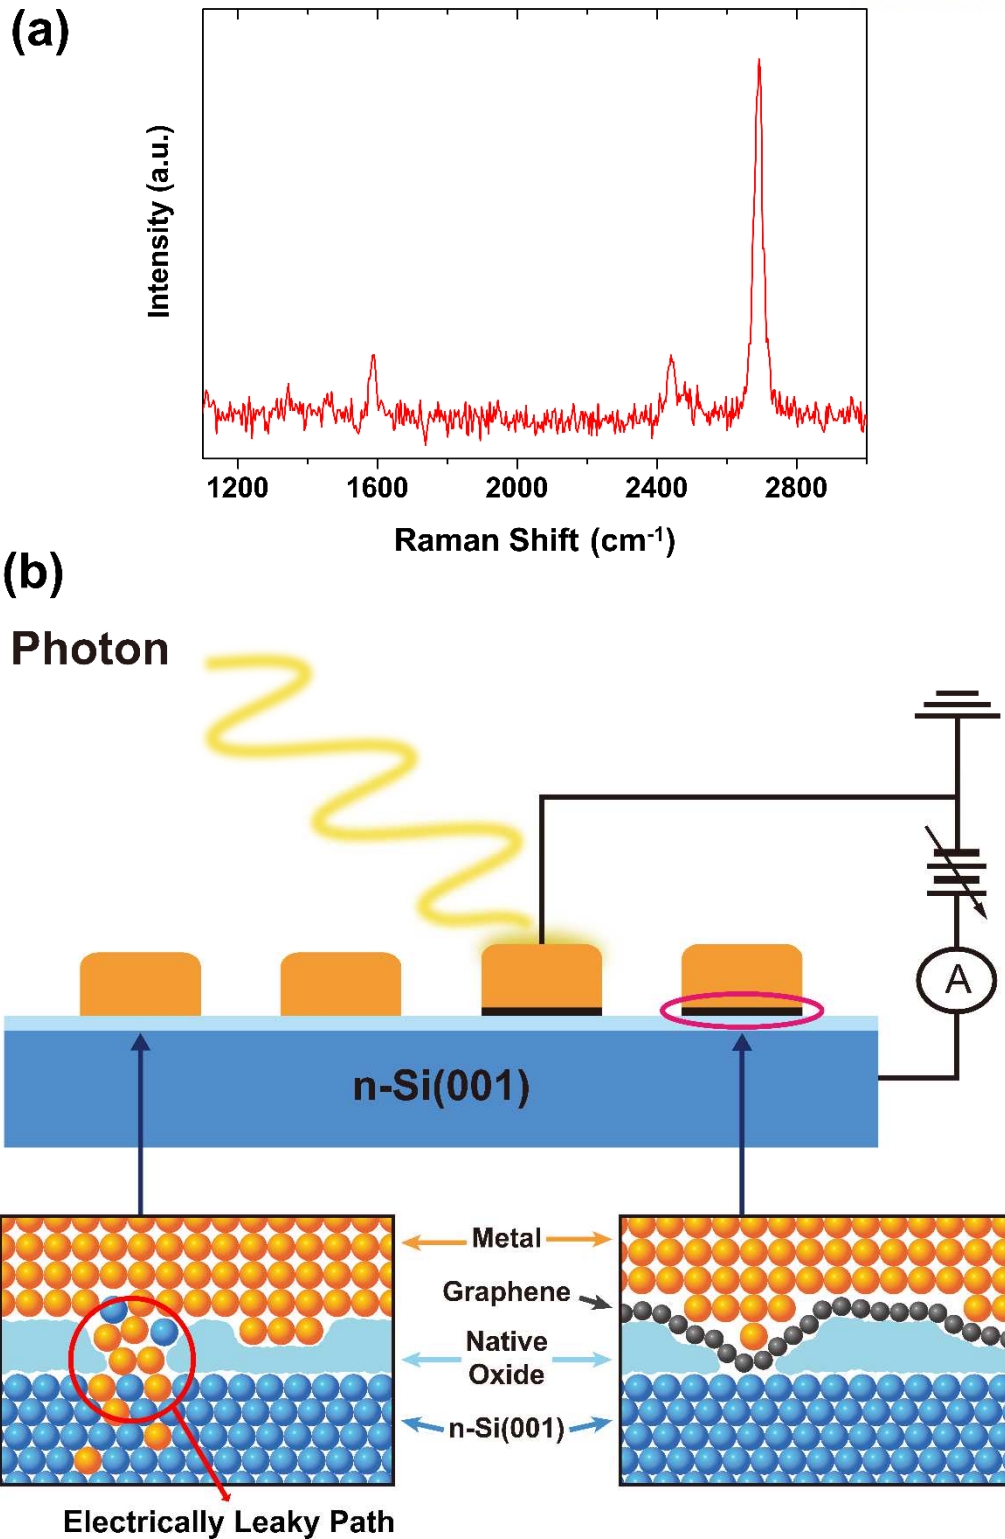 (a)
Intensity (a.u.)
1200 1600 2000 2400 2800
Raman Shift (cm⁻¹)
(b)
Photon
A
n-Si(001)
Metal
Graphene
Native
Oxide
n-Si(001)
Electrically Leaky Path